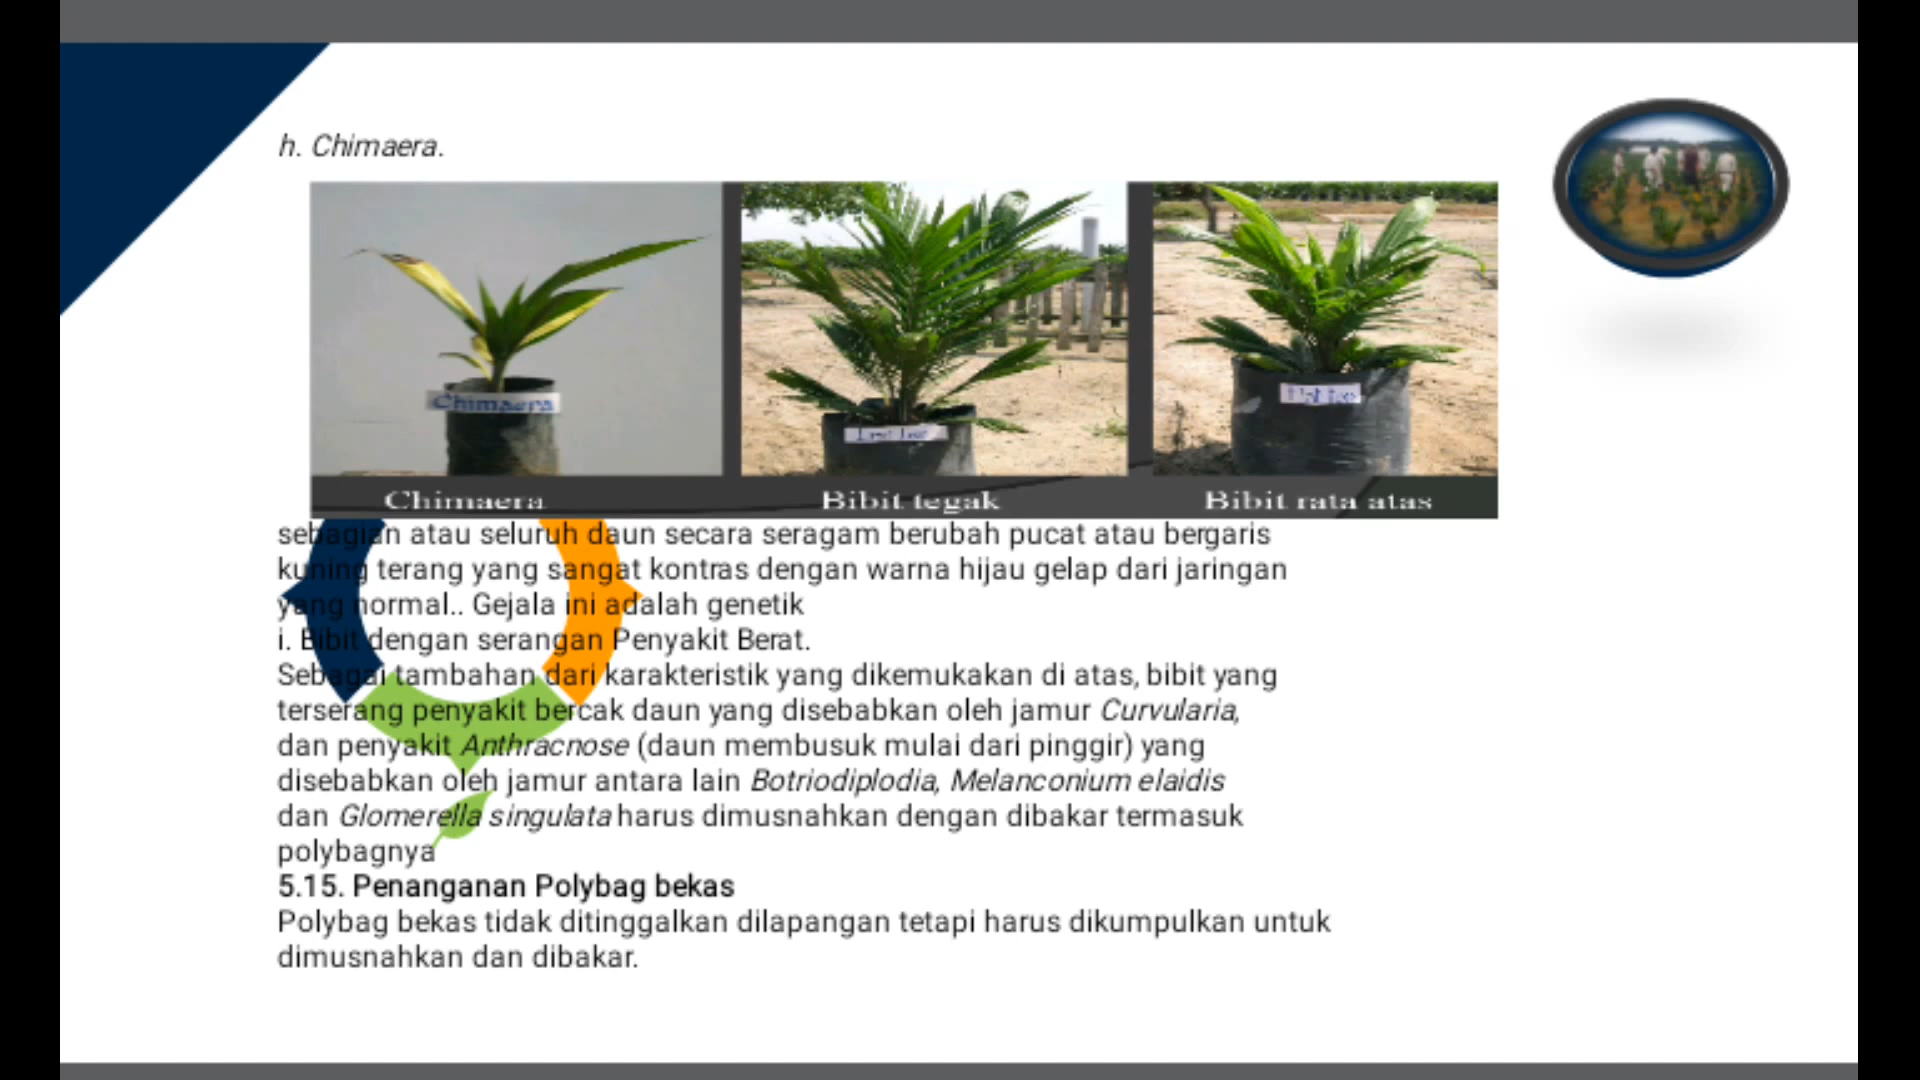 h. Chimaera.
Chimaera
Chimaera
Bibit tegak
Bibit rata atas
sebagian atau seluruh daun secara seragam berubah pucat atau bergaris
kuning terang yang sangat kontras dengan warna hijau gelap dari jaringan
yang normal.. Gejala ini adalah genetik
i. Bibit dengan serangan Penyakit Berat.
Sebagai tambahan dari karakteristik yang dikemukakan di atas, bibit yang
terserang penyakit bercak daun yang disebabkan oleh jamur Curvularia,
dan penyakit Anthracnose (daun membusuk mulai dari pinggir) yang
disebabkan oleh jamur antara lain Botriodiplodia, Melanconium elaidis
dan Glomerella singulata harus dimusnahkan dengan dibakar termasuk
polybagnya
5.15. Penanganan Polybag bekas
Polybag bekas tidak ditinggalkan dilapangan tetapi harus dikumpulkan untuk
dimusnahkan dan dibakar.